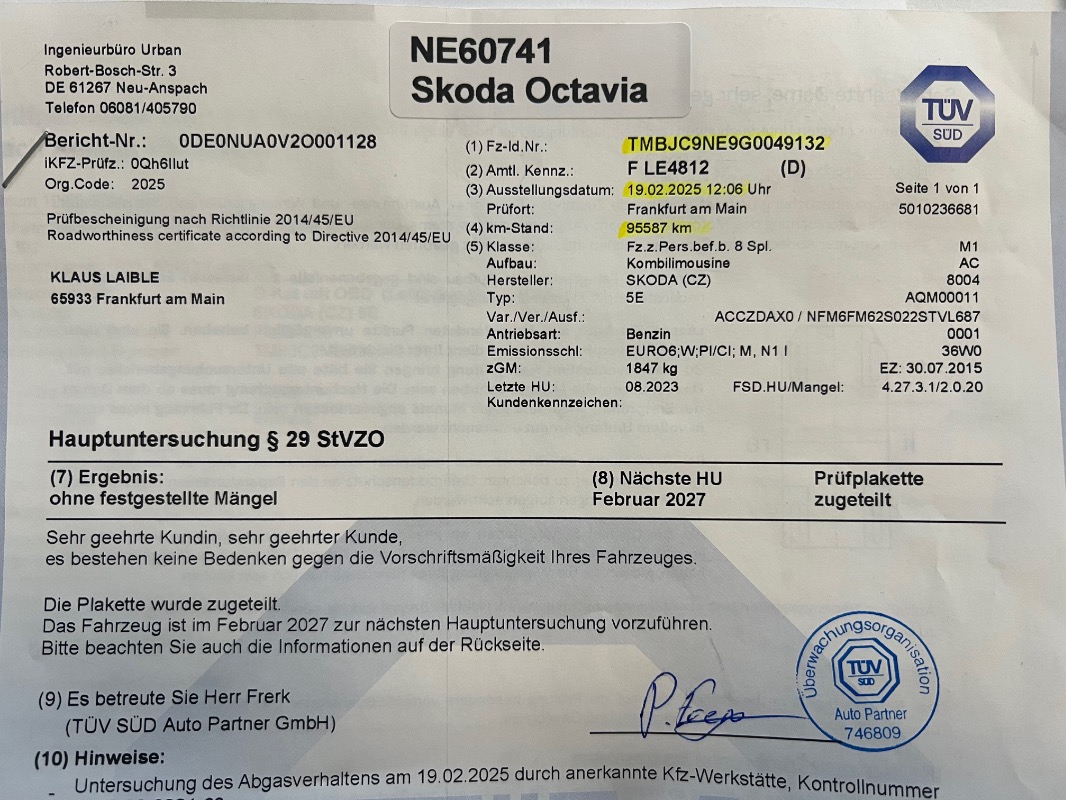 NE60741
Skoda Octavia
Ingenieurbüro Urban
Robert-Bosch-Str. 3
DE 61267 Neu-Anspach
Telefon 06081/405790
TÜV
SÜD
Bericht-Nr.: 0DE0NUA0V2O001128
iKFZ-Prüfz.: 0Qh6llut
Org.Code: 2025
Prüfbescheinigung nach Richtlinie 2014/45/EU
Roadworthiness certificate according to Directive 2014/45/EU
KLAUS LAIBLE
65933 Frankfurt am Main
(1) Fz-Id.Nr.: TMBJC9NE9G0049132
(2) Amtl. Kennz.: F LE4812 (D)
(3) Ausstellungsdatum: 19.02.2025 12:06 Uhr Seite 1 von 1
Prüfort: Frankfurt am Main 5010236681
(4) km-Stand: 95587 km
(5) Klasse: Fz.z.Pers.bef.b. 8 Spl. M1
Aufbau: Kombilimousine AC
Hersteller: SKODA (CZ) 8004
Typ: 5E AQM00011
Var./Ver./Ausf.: ACCZDAX0 / NFM6FM62S022STVL687
Antriebsart: Benzin 0001
Emissionsschl: EURO6;W;PI/CI; M, N1 I 36W0
zGM: 1847 kg EZ: 30.07.2015
Letzte HU: 08.2023 FSD.HU/Mangel: 4.27.3.1/2.0.20
Kundenkennzeichen:
Hauptuntersuchung § 29 StVZO
(7) Ergebnis: (8) Nächste HU Prüfplakette
ohne festgestellte Mängel Februar 2027 zugeteilt
Sehr geehrte Kundin, sehr geehrter Kunde,
es bestehen keine Bedenken gegen die Vorschriftsmäßigkeit Ihres Fahrzeuges.
Die Plakette wurde zugeteilt.
Das Fahrzeug ist im Februar 2027 zur nächsten Hauptuntersuchung vorzuführen.
Bitte beachten Sie auch die Informationen auf der Rückseite.
(9) Es betreute Sie Herr Frerk
(TÜV SÜD Auto Partner GmbH)
Überwachungsorganisation
TÜV
SÜD
Auto Partner
746809
(10) Hinweise:
- Untersuchung des Abgasverhaltens am 19.02.2025 durch anerkannte Kfz-Werkstätte, Kontrollnummer